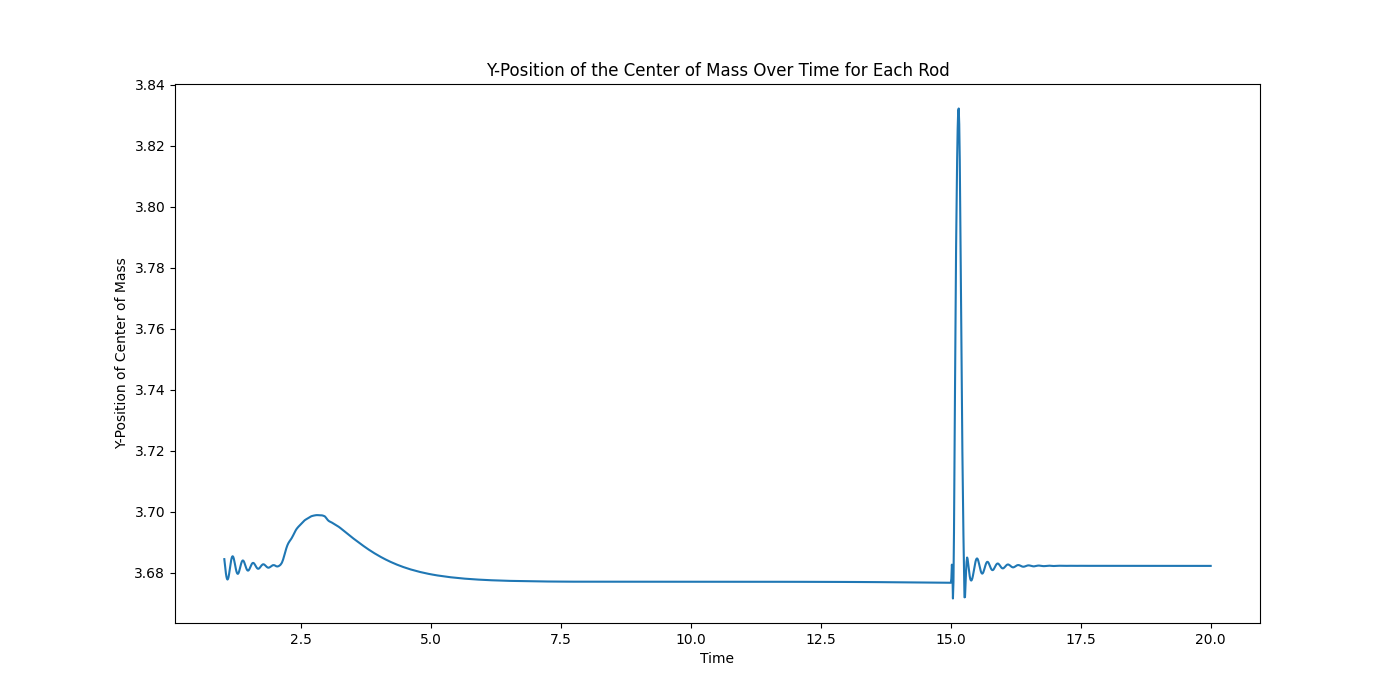 Y-Position of the Center of Mass Over Time for Each Rod
Y-Position of Center of Mass
3.84
3.82
3.80
3.78
3.76
3.74
3.72
3.70
3.68
2.5 5.0 7.5 10.0 12.5 15.0 17.5 20.0
Time